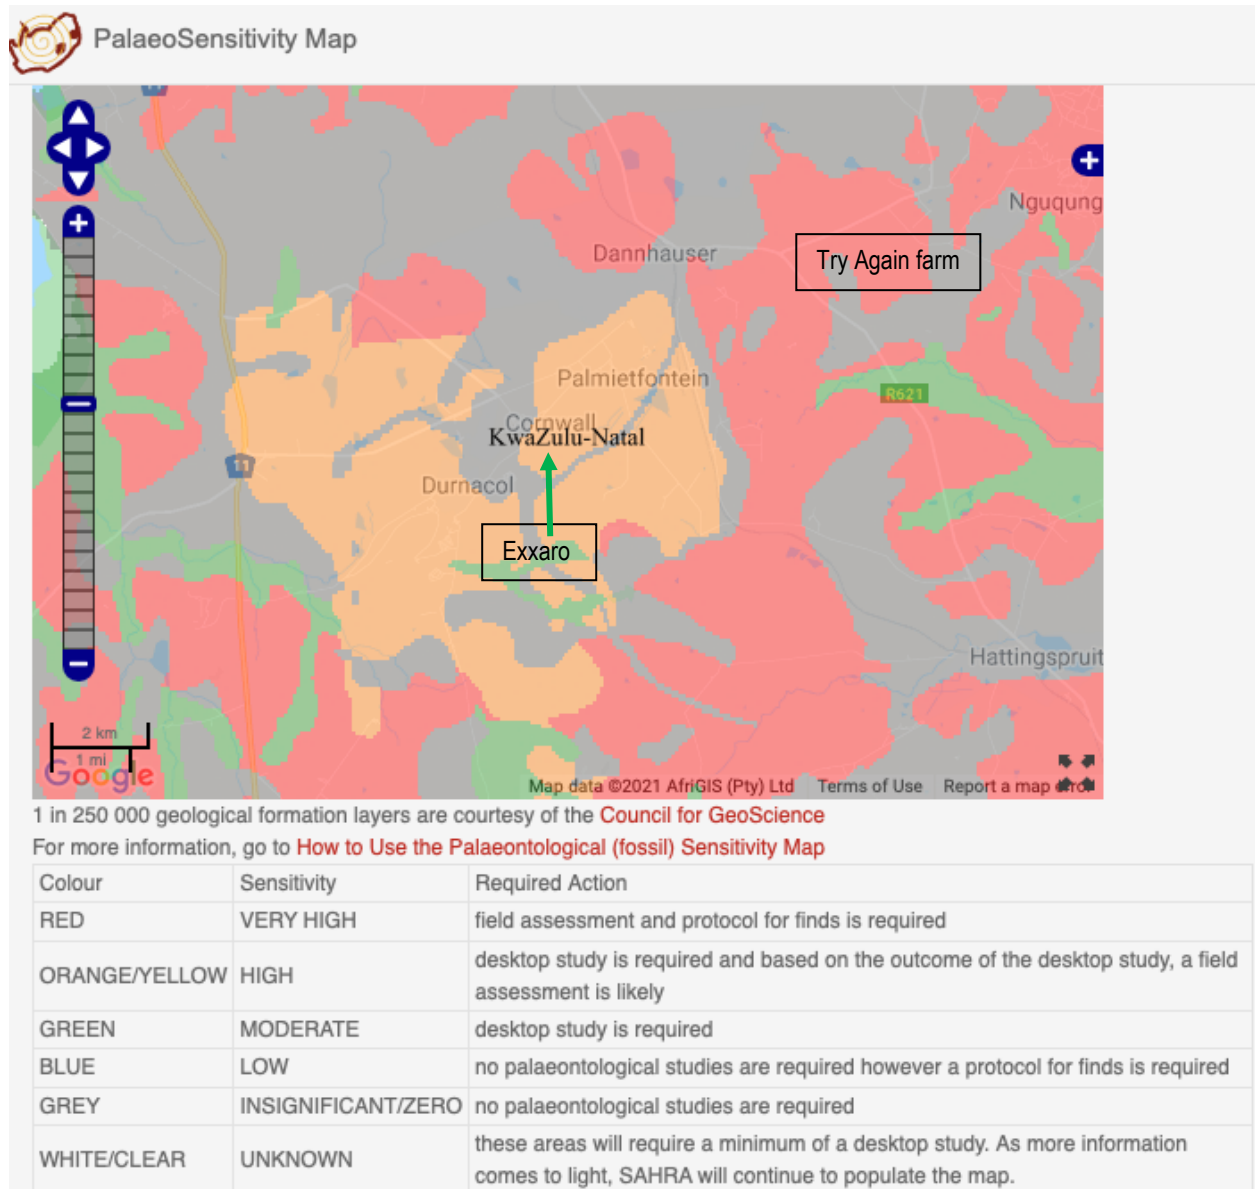 PalaeoSensitivity Map
11
Nguqung
Dannhauser
Try Again farm
Palmietfontein
R621
Cornwall
KwaZulu-Natal
11
Durnacol
Exxaro
Hattingspruit
2 km
1 mi
Google
Map data ©2021 AfriGIS (Pty) Ltd Terms of Use Report a map error
1 in 250 000 geological formation layers are courtesy of the Council for GeoScience
For more information, go to How to Use the Palaeontological (fossil) Sensitivity Map
Colour Sensitivity Required Action
RED VERY HIGH field assessment and protocol for finds is required
ORANGE/YELLOW HIGH desktop study is required and based on the outcome of the desktop study, a field
assessment is likely
GREEN MODERATE desktop study is required
BLUE LOW no palaeontological studies are required however a protocol for finds is required
GREY INSIGNIFICANT/ZERO no palaeontological studies are required
WHITE/CLEAR UNKNOWN these areas will require a minimum of a desktop study. As more information
comes to light, SAHRA will continue to populate the map.